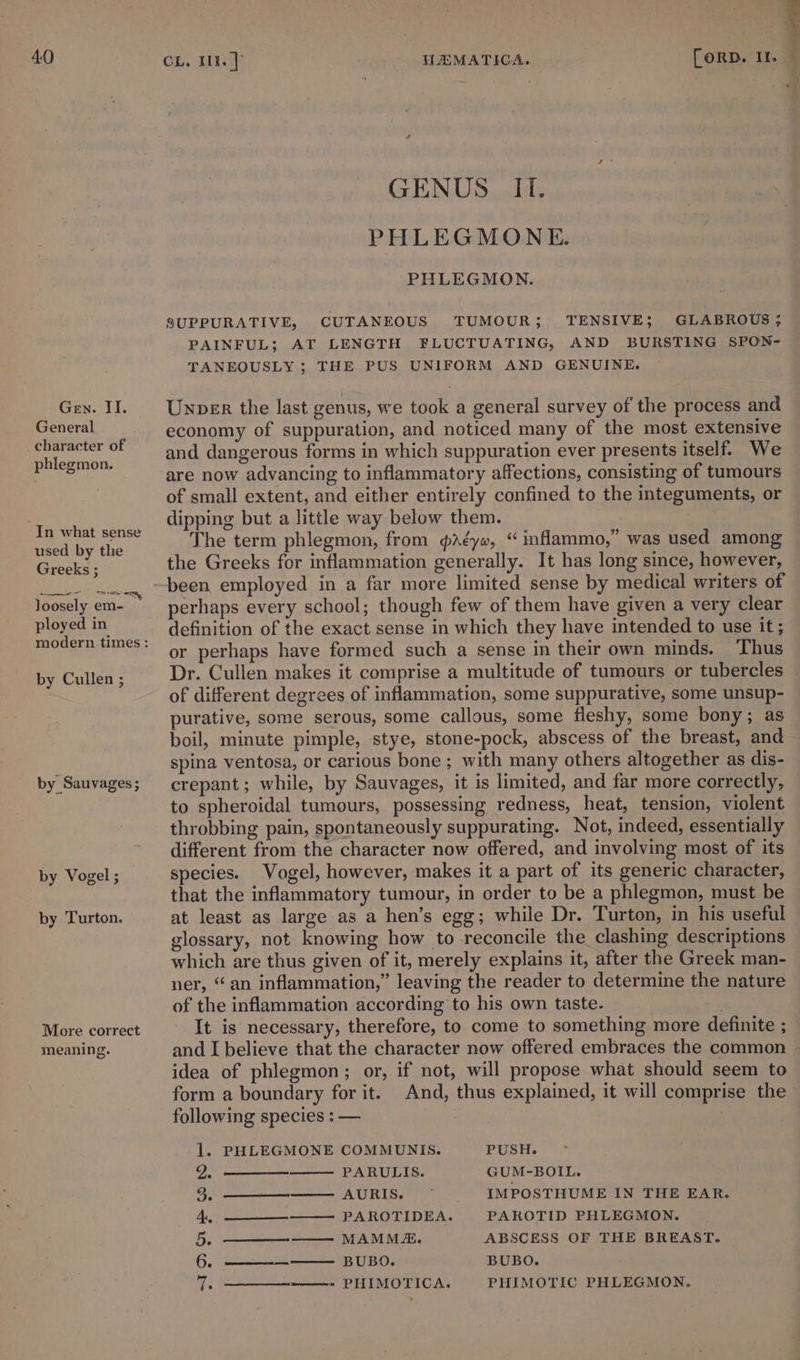 40
CL. III.]
HÆMATICA.
[ORD. II.
GENUS II.
PHLEGMONE.
PHLEGMON.
SUPPURATIVE, CUTANEOUS TUMOUR; TENSIVE; GLABROUS;
PAINFUL; AT LENGTH FLUCTUATING, AND BURSTING SPON-
TANEOUSLY; THE PUS UNIFORM AND GENUINE.
Gen. II.
General
character of
phlegmon.
In what sense
used by the
Greeks;
loosely em-
ployed in
modern times:
by Cullen;
by Sauvages;
by Vogel;
by Turton.
More correct
meaning.
UNDER the last genus, we took a general survey of the process and
economy of suppuration, and noticed many of the most extensive
and dangerous forms in which suppuration ever presents itself. We
are now advancing to inflammatory affections, consisting of tumours
of small extent, and either entirely confined to the integuments, or
dipping but a little way below them.
The term phlegmon, from φλέγω, “inflammo,” was used among
the Greeks for inflammation generally. It has long since, however,
been employed in a far more limited sense by medical writers of
perhaps every school; though few of them have given a very clear
definition of the exact sense in which they have intended to use it;
or perhaps have formed such a sense in their own minds. Thus
Dr. Cullen makes it comprise a multitude of tumours or tubercles
of different degrees of inflammation, some suppurative, some unsup-
purative, some serous, some callous, some fleshy, some bony; as
boil, minute pimple, stye, stone-pock, abscess of the breast, and
spina ventosa, or carious bone; with many others altogether as dis-
crepant; while, by Sauvages, it is limited, and far more correctly,
to spheroidal tumours, possessing redness, heat, tension, violent
throbbing pain, spontaneously suppurating. Not, indeed, essentially
different from the character now offered, and involving most of its
species. Vogel, however, makes it a part of its generic character,
that the inflammatory tumour, in order to be a phlegmon, must be
at least as large as a hen's egg; while Dr. Turton, in his useful
glossary, not knowing how to reconcile the clashing descriptions
which are thus given of it, merely explains it, after the Greek man-
ner, “an inflammation,” leaving the reader to determine the nature
of the inflammation according to his own taste.
It is necessary, therefore, to come to something more definite;
and I believe that the character now offered embraces the common
idea of phlegmon; or, if not, will propose what should seem to
form a boundary for it. And, thus explained, it will comprise the
following species:—
1. PHLEGMONE COMMUNIS. PUSH.
2. ———— PARULIS. GUM-BOIL.
3. ———— AURIS. IMPOSTHUME IN THE EAR.
4. ———— PAROTIDEA. PAROTID PHLEGMON.
5. ———— MAMMÆ. ABSCESS OF THE BREAST.
6. ———— BUBO. BUBO.
7. ———— PHIMOTICA. PHIMOTIC PHLEGMON.